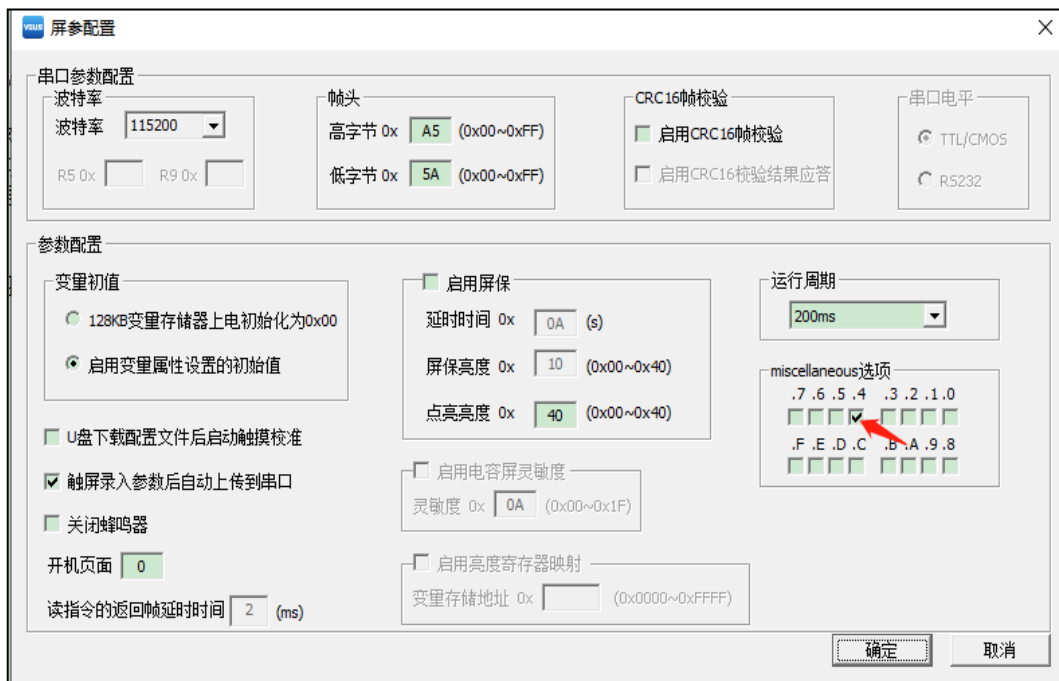 VGUS 屏参配置
串口参数配置
波特率
波特率 115200
R5 0x R9 0x
帧头
高字节 0x A5 (0x00~0xFF)
低字节 0x 5A (0x00~0xFF)
CRC16帧校验
启用CRC16帧校验
启用CRC16校验结果应答
串口电平
TTL/CMOS
RS232
参数配置
变量初值
128KB变量存储器上电初始化为0x00
启用变量属性设置的初始值
U盘下载配置文件后启动触摸校准
触屏录入参数后自动上传到串口
关闭蜂鸣器
开机页面 0
读指令的返回帧延时时间 2 (ms)
启用屏保
延时时间 0x 0A (s)
屏保亮度 0x 10 (0x00~0x40)
点亮亮度 0x 40 (0x00~0x40)
启用电容屏灵敏度
灵敏度 0x 0A (0x00~0x1F)
启用亮度寄存器映射
变量存储地址 0x (0x0000~0xFFFF)
运行周期
200ms
miscellaneous选项
.7 .6 .5 .4 .3 .2 .1 .0
.F .E .D .C .B .A .9 .8
确定 取消